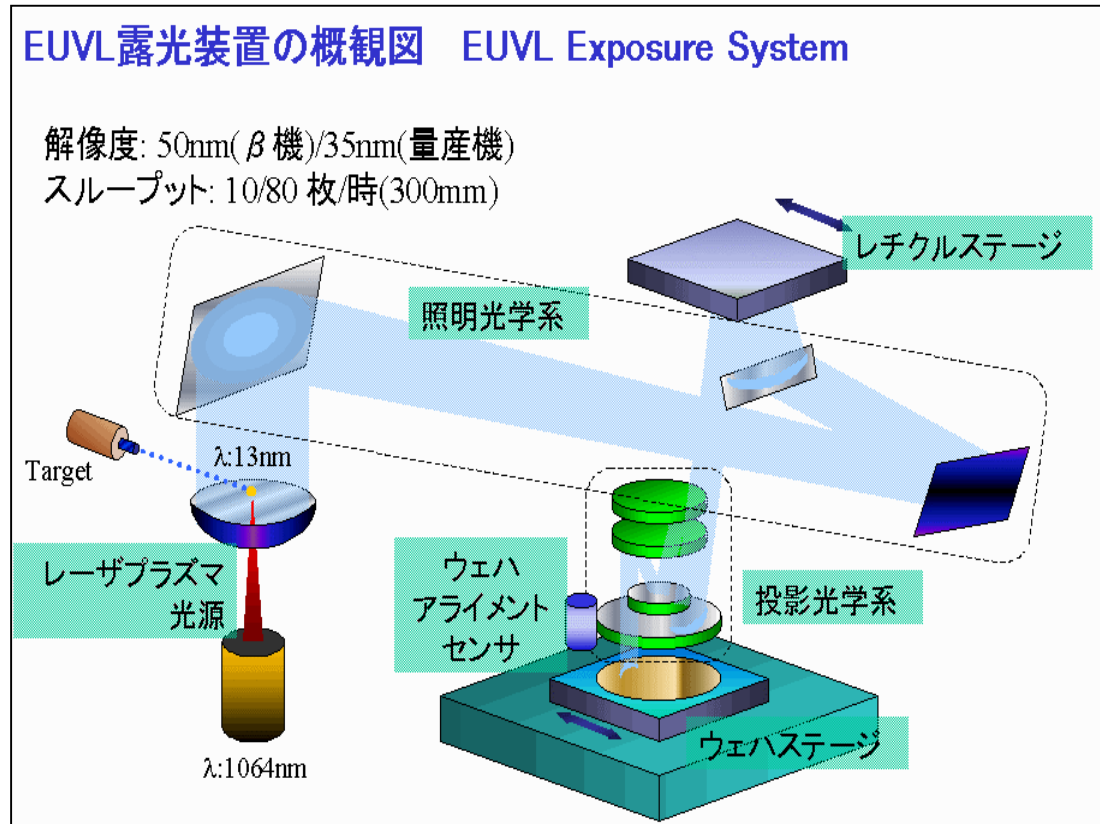 EUVL露光装置の概観図　EUVL Exposure System
解像度: 50nm(β機)/35nm(量産機)
スループット: 10/80 枚/時(300mm)
レチクルステージ
照明光学系
Target
λ:13nm
レーザプラズマ
光源
ウェハ
アライメント
センサ
投影光学系
ウェハステージ
λ:1064nm